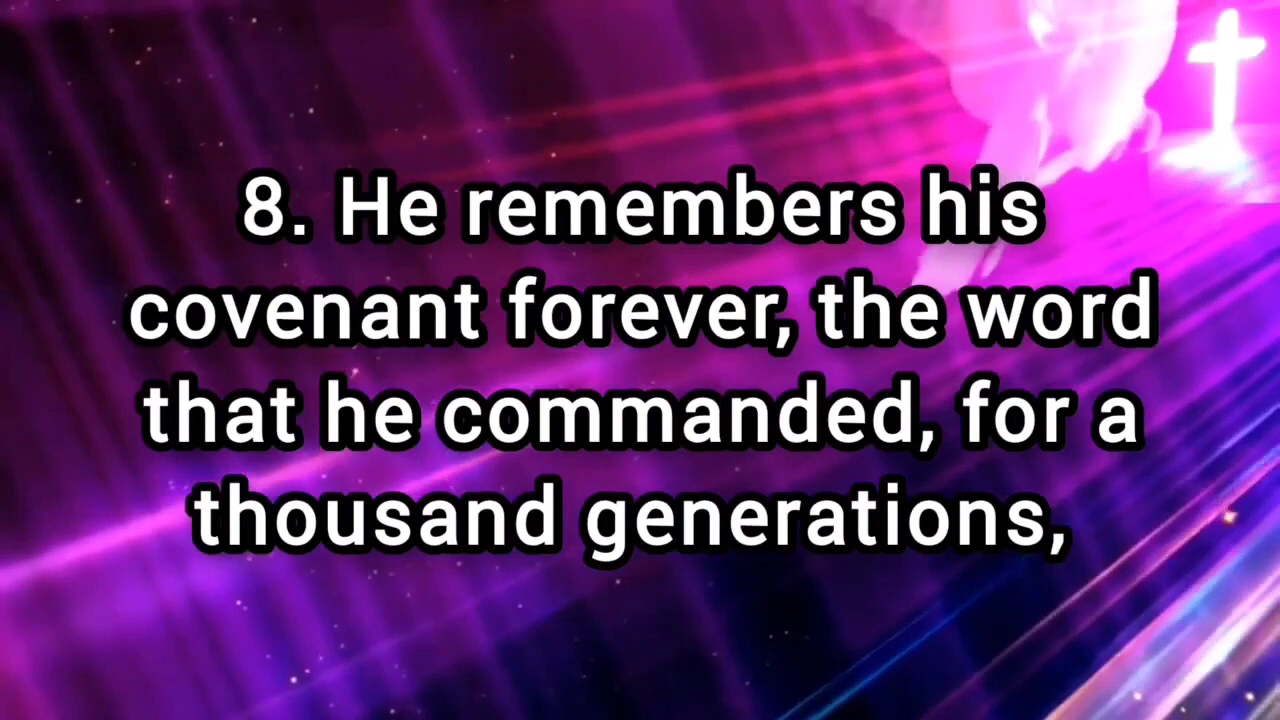 8. He remembers his
covenant forever, the word
that he commanded, for a
thousand generations,